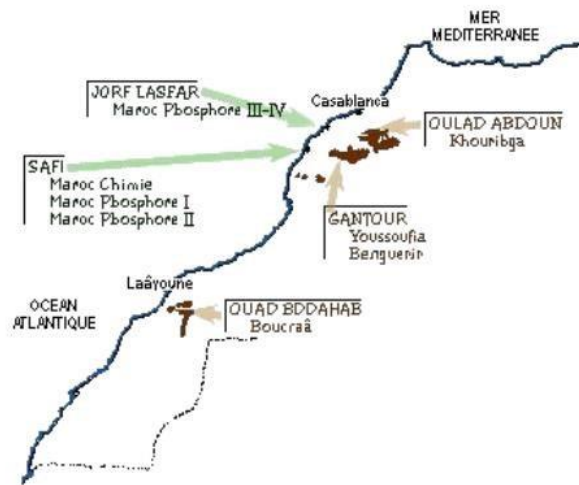 MER
MEDITERRANEE
JORF LASFAR
Maroc Phosphore III-IV
Casablanca
OULAD ABDOUN
Khouribga
SAFI
Maroc Chimie
Maroc Phosphore I
Maroc Phosphore II
GANTOUR
Youssoufia
Benguerir
Laâyoune
OCEAN
ATLANTIQUE
OUAD EDDAHAB
Boucraâ